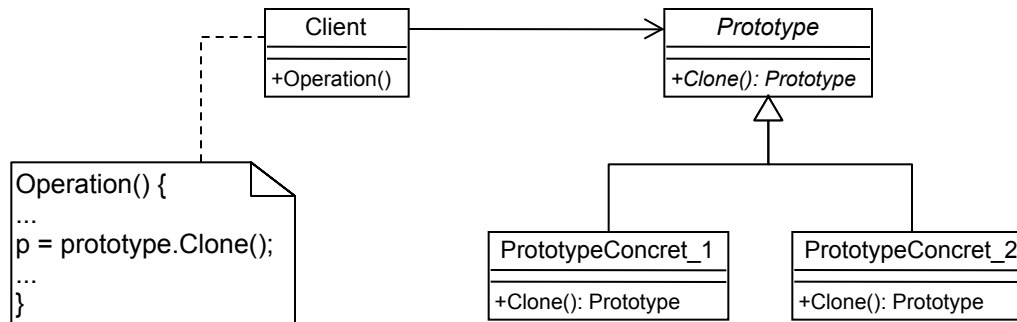 Client
+Operation()
Prototype
+Clone(): Prototype
Operation() {
...
p = prototype.Clone();
...
}
PrototypeConcret_1
+Clone(): Prototype
PrototypeConcret_2
+Clone(): Prototype